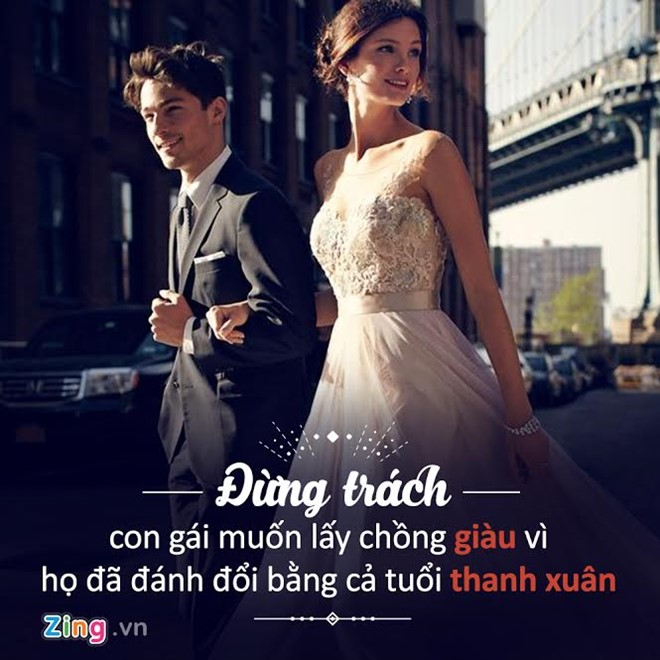 Đừng trách
con gái muốn lấy chồng giàu vì
họ đã đánh đổi bằng cả tuổi thanh xuân
Zing.vn